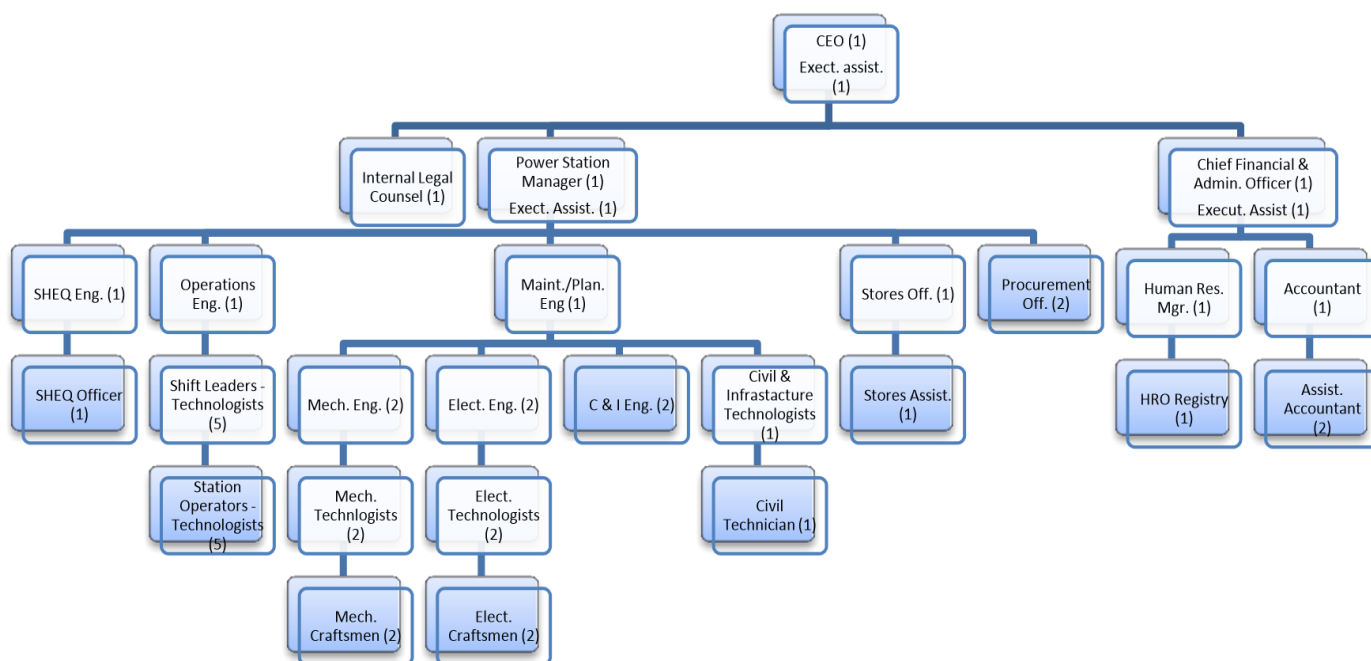 CEO (1)
Exect. assist.
(1)
Internal Legal
Counsel (1)
Power Station
Manager (1)
Exect. Assist. (1)
Chief Financial &
Admin. Officer (1)
Execut. Assist (1)
SHEQ Eng. (1)
Operations
Eng. (1)
Maint./Plan.
Eng (1)
Stores Off. (1)
Procurement
Off. (2)
Human Res.
Mgr. (1)
Accountant
(1)
SHEQ Officer
(1)
Shift Leaders -
Technologists
(5)
Mech. Eng. (2)
Elect. Eng. (2)
C & I Eng. (2)
Civil &
Infrastacture
Technologists
(1)
Stores Assist.
(1)
HRO Registry
(1)
Assist.
Accountant
(2)
Station
Operators -
Technologists
(5)
Mech.
Technlogists
(2)
Elect.
Technologists
(2)
Civil
Technician (1)
Mech.
Craftsmen (2)
Elect.
Craftsmen (2)